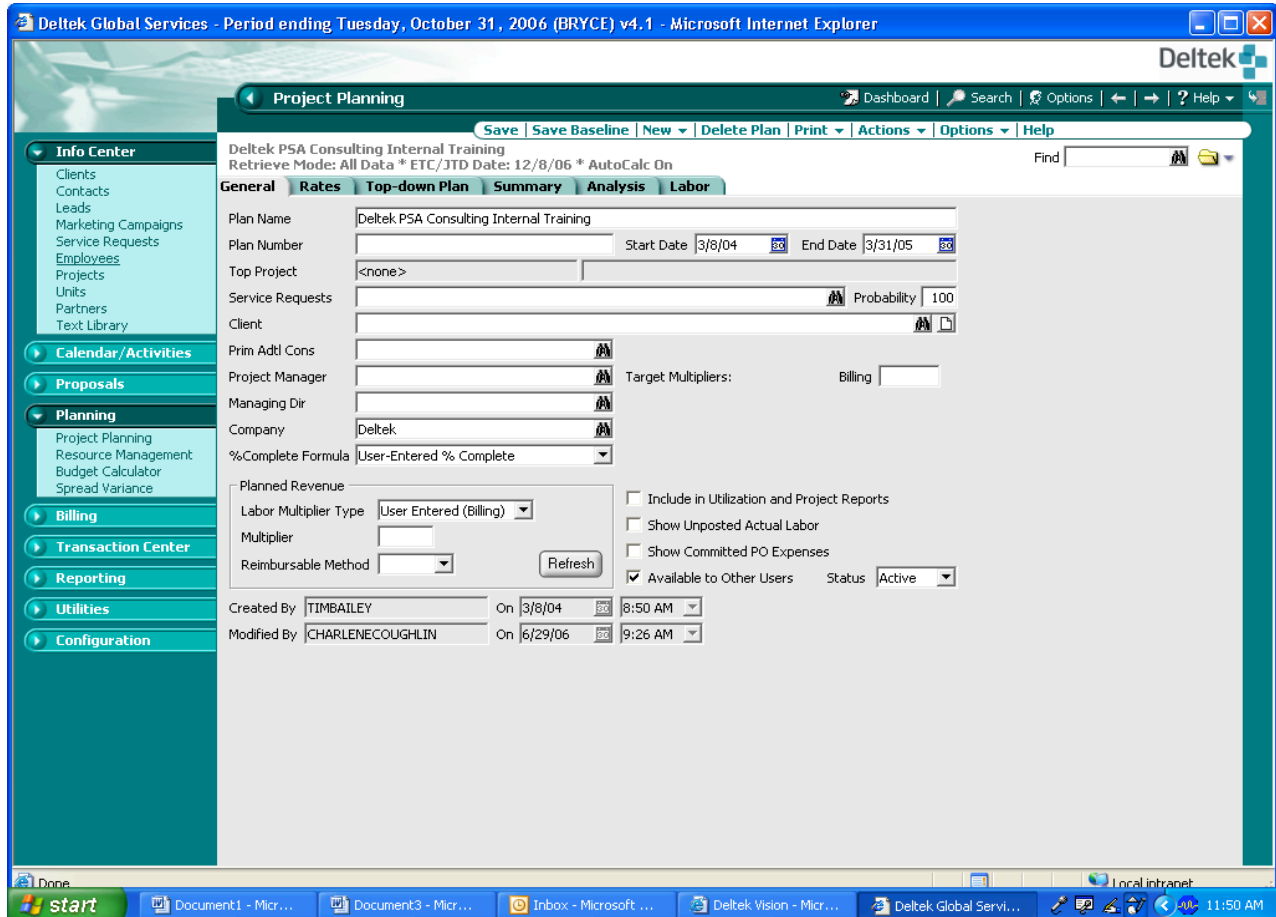 Deltek Global Services - Period ending Tuesday, October 31, 2006 (BRYCE) v4.1 - Microsoft Internet Explorer
Deltek
Project Planning
Dashboard | Search | Options | ← | → | ? Help
Save | Save Baseline | New | Delete Plan | Print | Actions | Options | Help
Info Center
Clients
Contacts
Leads
Marketing Campaigns
Service Requests
Employees
Projects
Units
Partners
Text Library
Calendar/Activities
Proposals
Planning
Project Planning
Resource Management
Budget Calculator
Spread Variance
Billing
Transaction Center
Reporting
Utilities
Configuration
Deltek PSA Consulting Internal Training
Retrieve Mode: All Data * ETC/JTD Date: 12/8/06 * AutoCalc On
Find
General Rates Top-down Plan Summary Analysis Labor
Plan Name Deltek PSA Consulting Internal Training
Plan Number Start Date 3/8/04 End Date 3/31/05
Top Project <none>
Service Requests Probability 100
Client
Prim Adtl Cons
Project Manager Target Multipliers: Billing
Managing Dir
Company Deltek
%Complete Formula User-Entered % Complete
Planned Revenue
Labor Multiplier Type User Entered (Billing)
Multiplier
Reimbursable Method Refresh
Include in Utilization and Project Reports
Show Unposted Actual Labor
Show Committed PO Expenses
Available to Other Users Status Active
Created By TIMBAILEY On 3/8/04 8:50 AM
Modified By CHARLENECOUGHLIN On 6/29/06 9:26 AM
Done Local intranet
start Document1 - Micr... Document3 - Micr... Inbox - Microsoft ... Deltek Vision - Micr... Deltek Global Servi... 11:50 AM